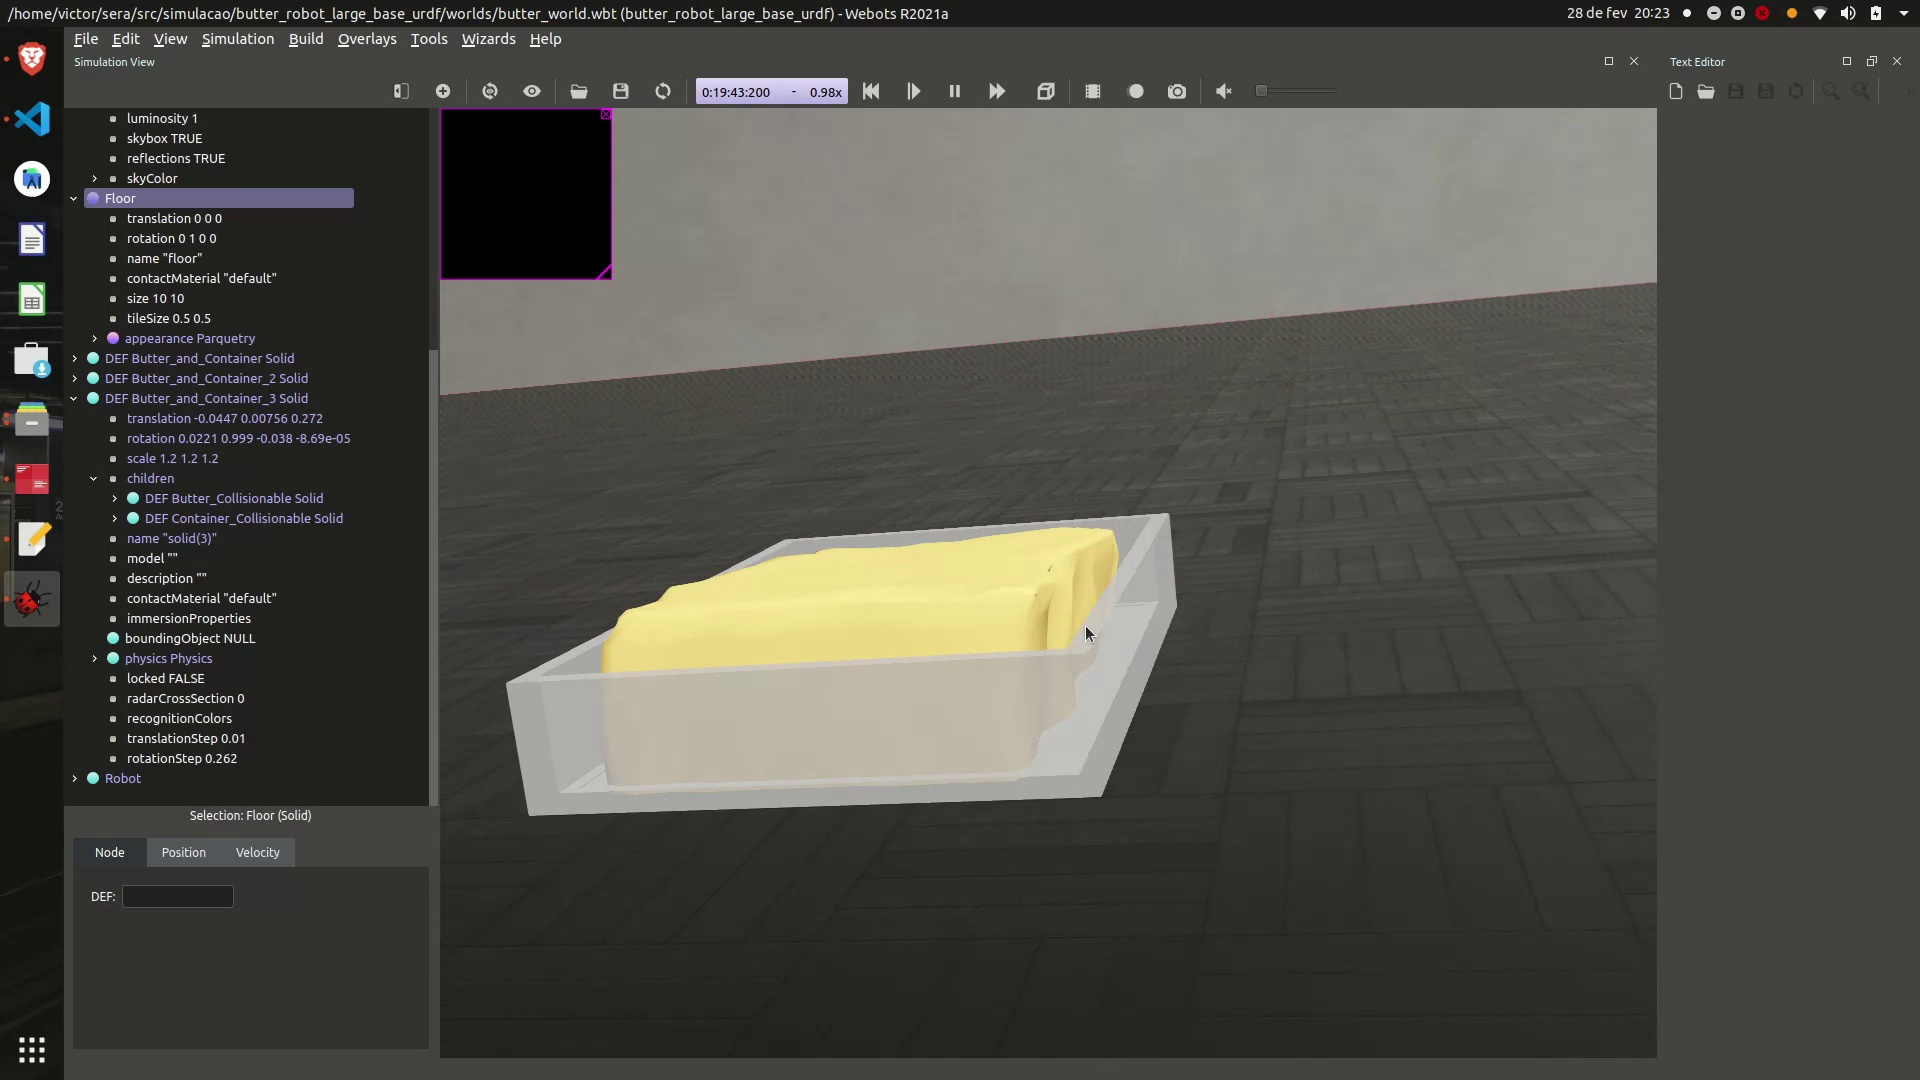 /home/victor/sera/src/simulacao/butter_robot_large_base_urdf/worlds/butter_world.wbt (butter_robot_large_base_urdf) - Webots R2021a
28 de fev 20:23
File Edit View Simulation Build Overlays Tools Wizards Help
Simulation View
Text Editor
0:19:43:200 - 0.98x
luminosity 1
skybox TRUE
reflections TRUE
skyColor
Floor
translation 0 0 0
rotation 0 1 0 0
name "floor"
contactMaterial "default"
size 10 10
tileSize 0.5 0.5
appearance Parquetry
DEF Butter_and_Container Solid
DEF Butter_and_Container_2 Solid
DEF Butter_and_Container_3 Solid
translation -0.0447 0.00756 0.272
rotation 0.0221 0.999 -0.038 -8.69e-05
scale 1.2 1.2 1.2
children
DEF Butter_Collisionable Solid
DEF Container_Collisionable Solid
name "solid(3)"
model ""
description ""
contactMaterial "default"
immersionProperties
boundingObject NULL
physics Physics
locked FALSE
radarCrossSection 0
recognitionColors
translationStep 0.01
rotationStep 0.262
Robot
Selection: Floor (Solid)
Node Position Velocity
DEF: